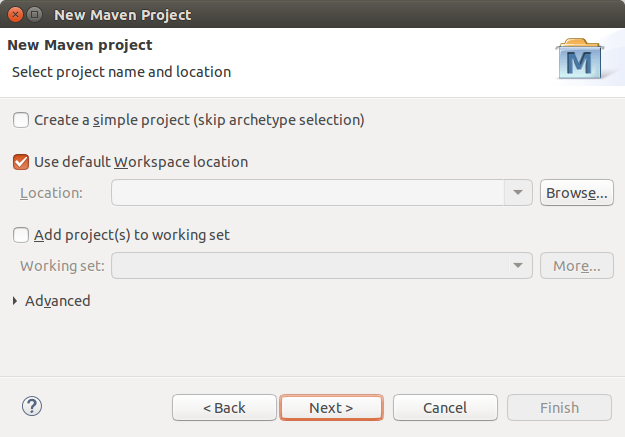 New Maven Project
New Maven project
Select project name and location
M
Create a simple project (skip archetype selection)
Use default Workspace location
Location:
Browse...
Add project(s) to working set
Working set:
More...
Advanced
?
< Back
Next >
Cancel
Finish